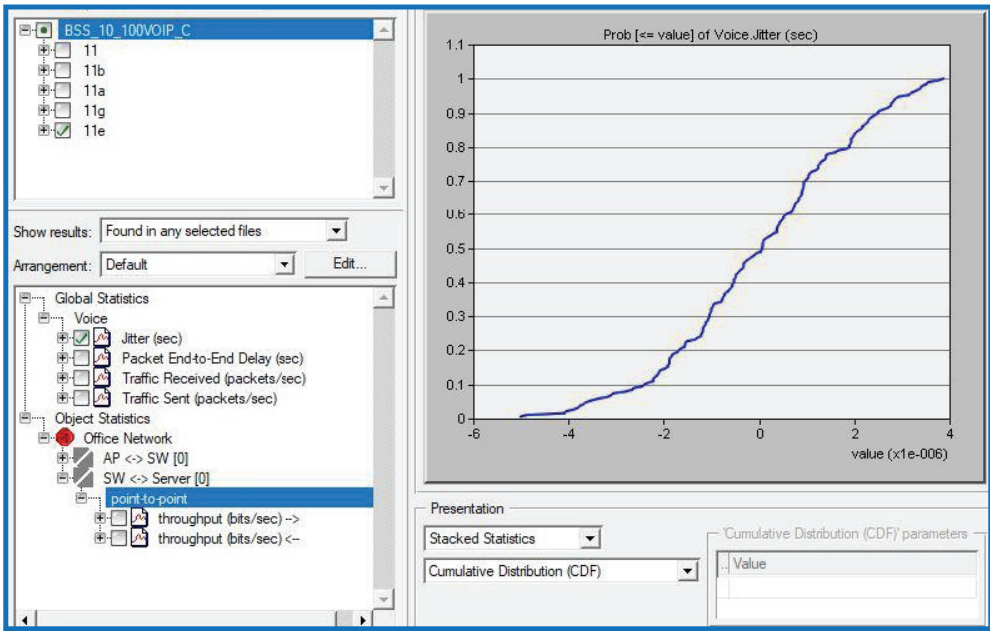 BSS_10_100VOIP_C
11
11b
11a
11g
11e
Show results: Found in any selected files
Arrangement: Default Edit...
Global Statistics
Voice
Jitter (sec)
Packet End-to-End Delay (sec)
Traffic Received (packets/sec)
Traffic Sent (packets/sec)
Object Statistics
Office Network
AP <-> SW [0]
SW <-> Server [0]
point-to-point
throughput (bits/sec) -->
throughput (bits/sec) <--
Prob [<= value] of Voice.Jitter (sec)
1.1
1
0.9
0.8
0.7
0.6
0.5
0.4
0.3
0.2
0.1
0
-6 -4 -2 0 2 4
value (x1e-006)
Presentation
Stacked Statistics
Cumulative Distribution (CDF)
'Cumulative Distribution (CDF)' parameters
.. Value